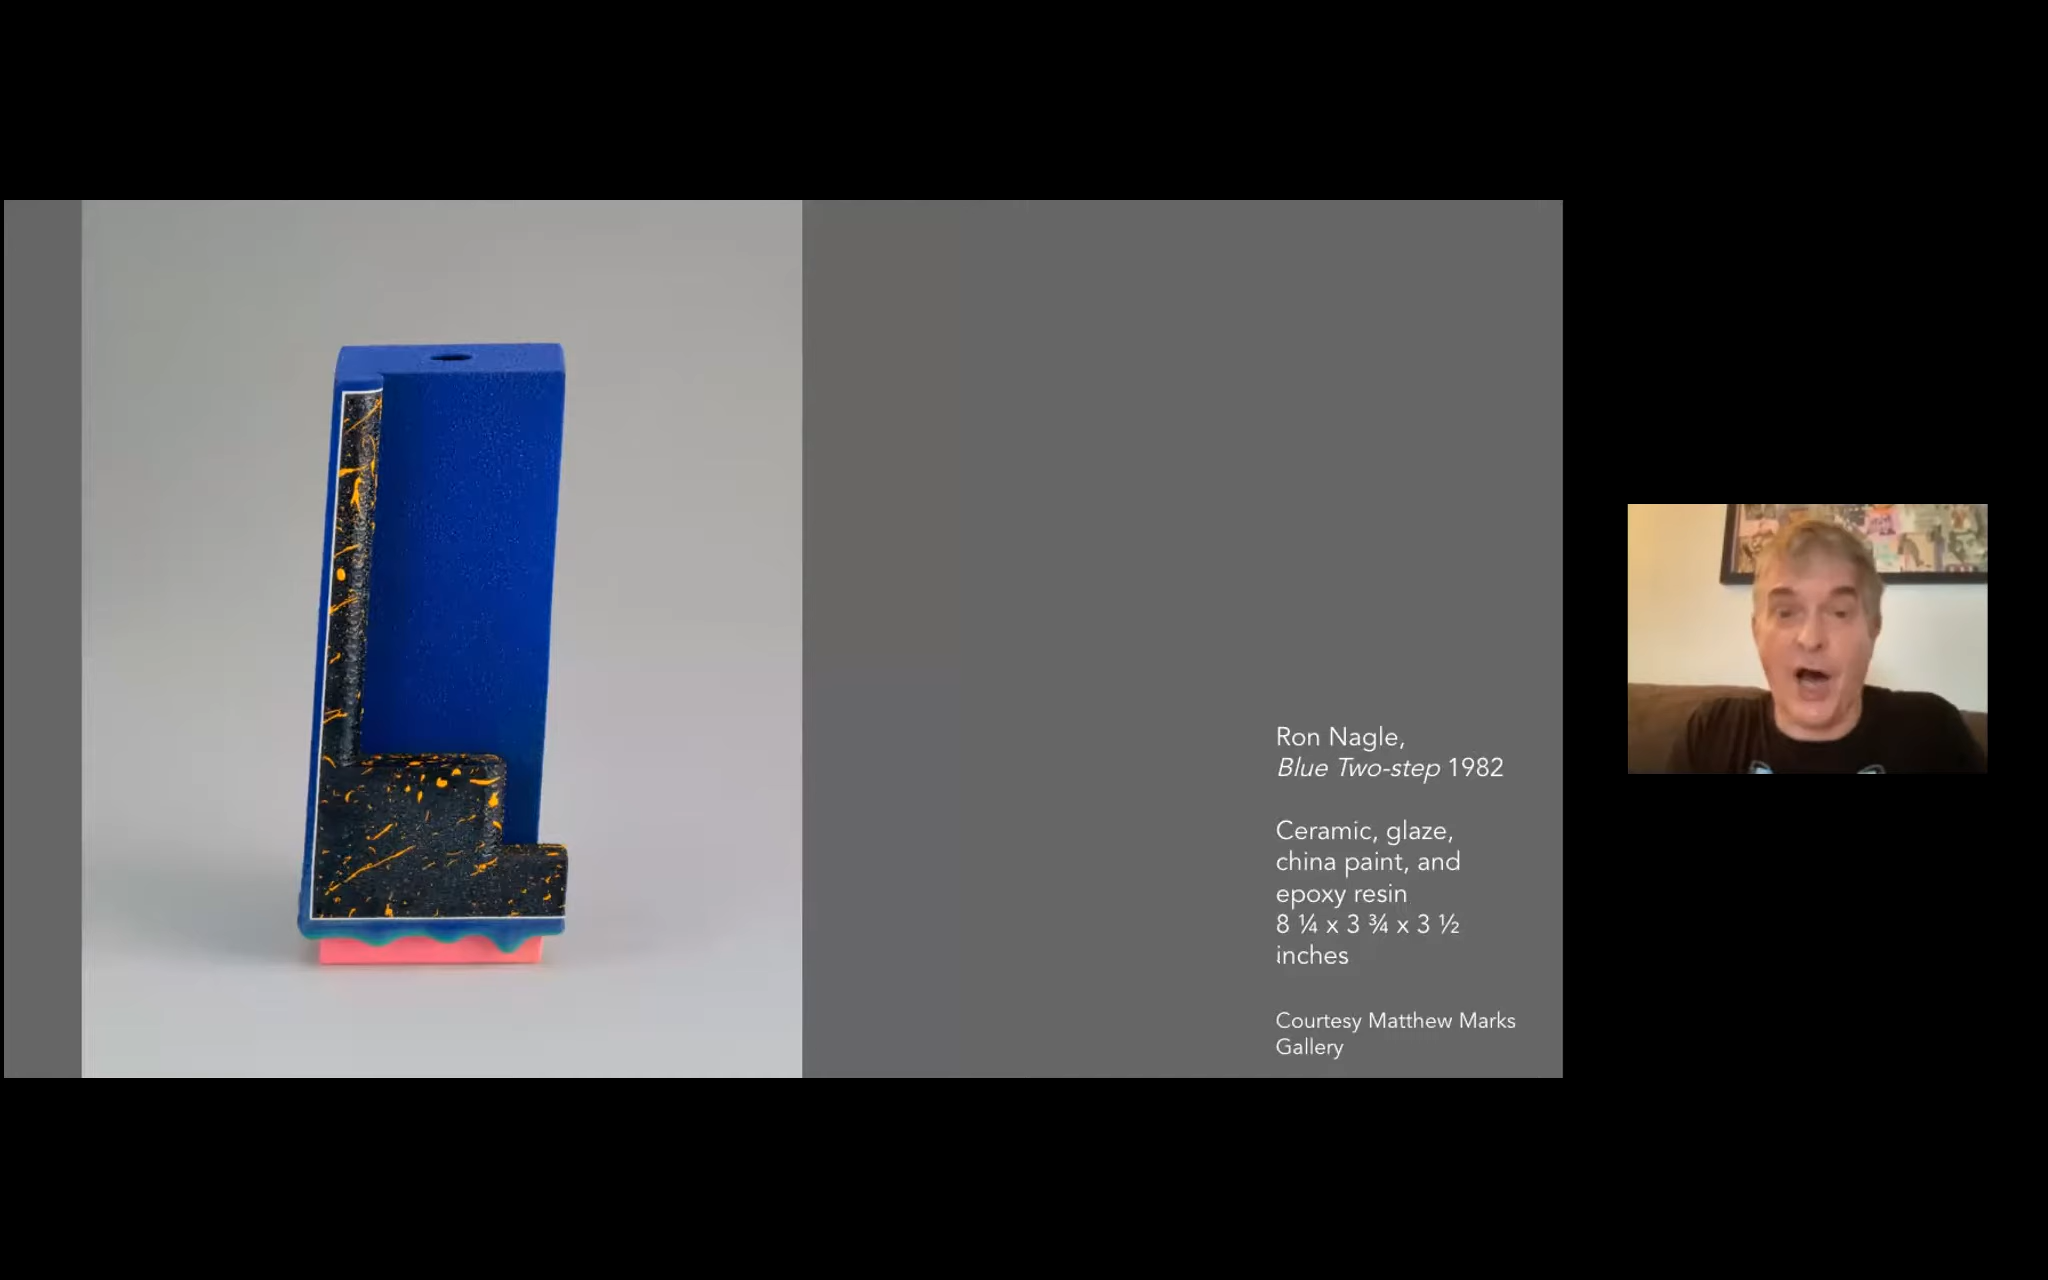 Ron Nagle,
Blue Two-step 1982
Ceramic, glaze,
china paint, and
epoxy resin
8 ¼ x 3 ¾ x 3 ½
inches
Courtesy Matthew Marks
Gallery